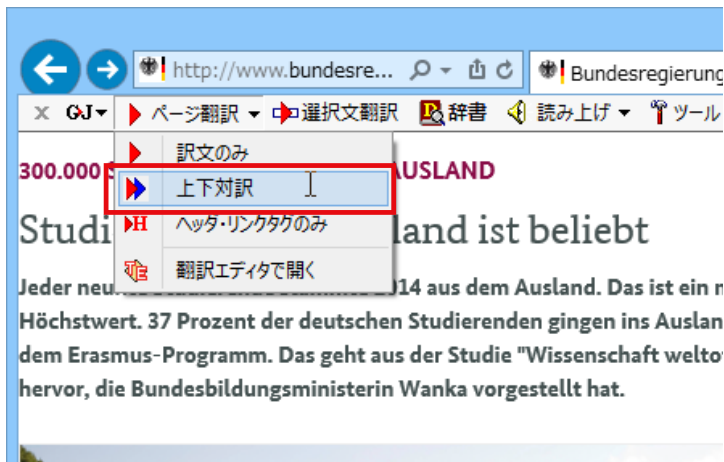 http://www.bundesre...
Bundesregierung
x GJ ページ翻訳 選択文翻訳 辞書 読み上げ ツール
訳文のみ
300.000 AUSLAND
上下対訳
Studi land ist beliebt
H ヘッダ・リンクタグのみ
翻訳エディタで開く
Jeder neu 14 aus dem Ausland. Das ist ein
Höchstwert. 37 Prozent der deutschen Studierenden gingen ins Auslan
dem Erasmus-Programm. Das geht aus der Studie "Wissenschaft welto
hervor, die Bundesbildungsministerin Wanka vorgestellt hat.